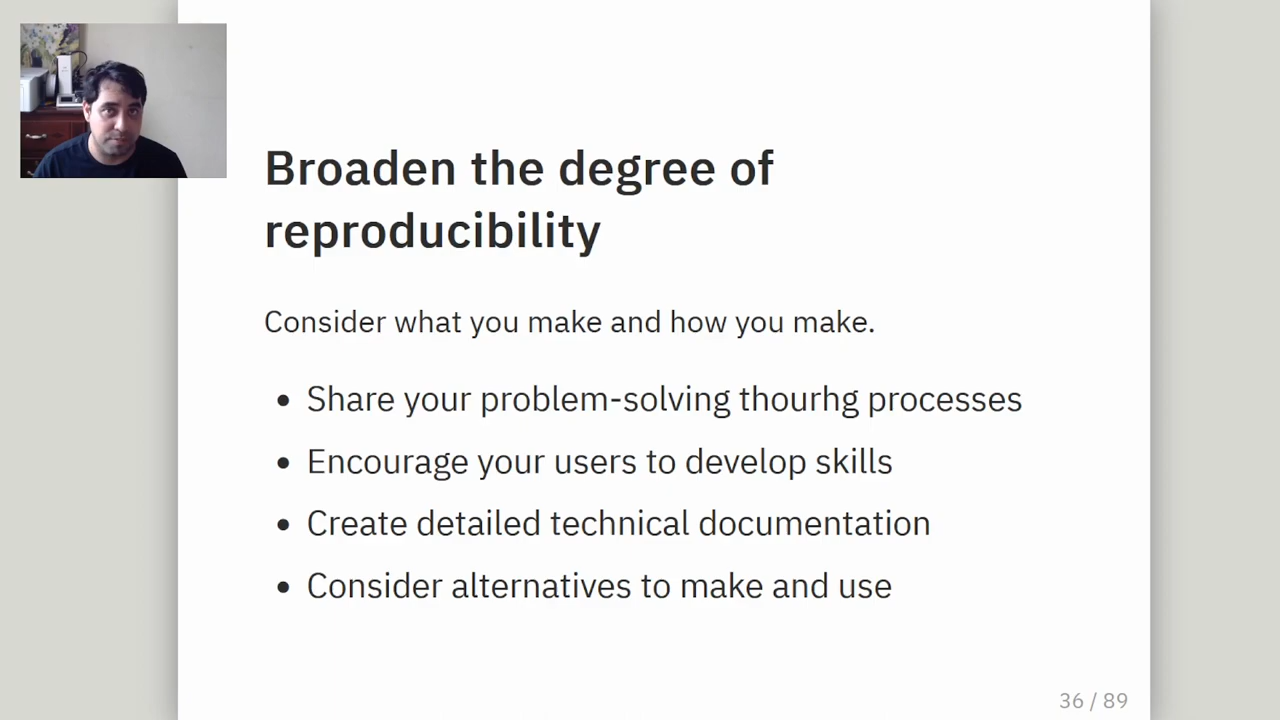 Broaden the degree of
reproducibility
Consider what you make and how you make.
• Share your problem-solving thourhg processes
• Encourage your users to develop skills
• Create detailed technical documentation
• Consider alternatives to make and use
36 / 89